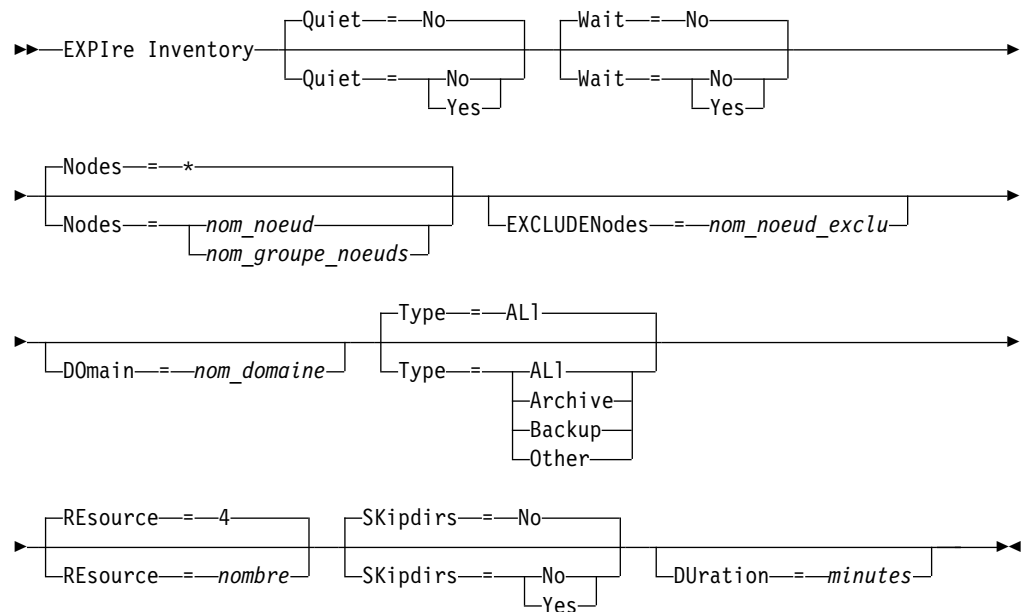 Quiet = No Wait = No
EXPIre Inventory
Quiet = No Wait = No
Yes Yes
Nodes = *
Nodes = nom_noeud EXCLUDENodes = nom_noeud_exclu
nom_groupe_noeuds
Type = ALl
DOmain = nom_domaine Type = ALl
Archive
Backup
Other
REsource = 4 SKipdirs = No
REsource = nombre SKipdirs = No DUration = minutes
Yes